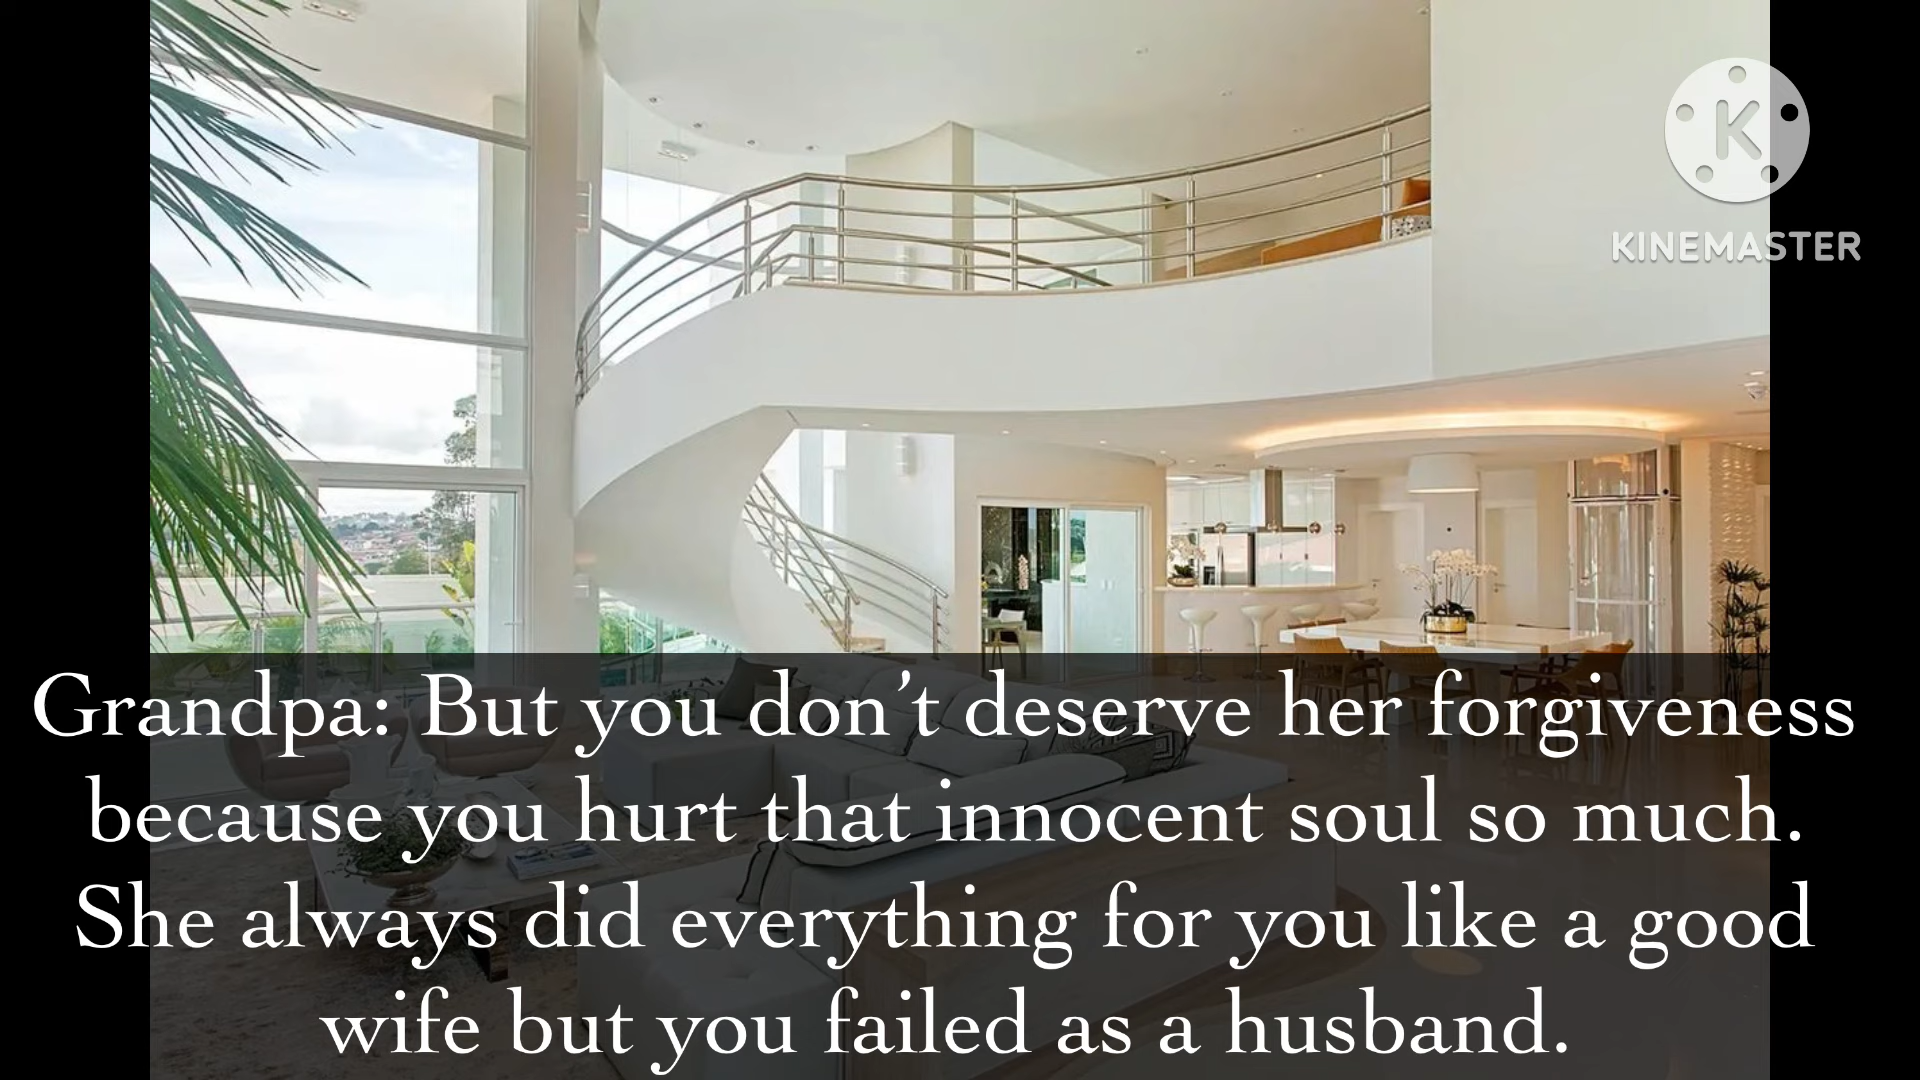 K
KINEMASTER
Grandpa: But you don’t deserve her forgiveness
because you hurt that innocent soul so much.
She always did everything for you like a good
wife but you failed as a husband.